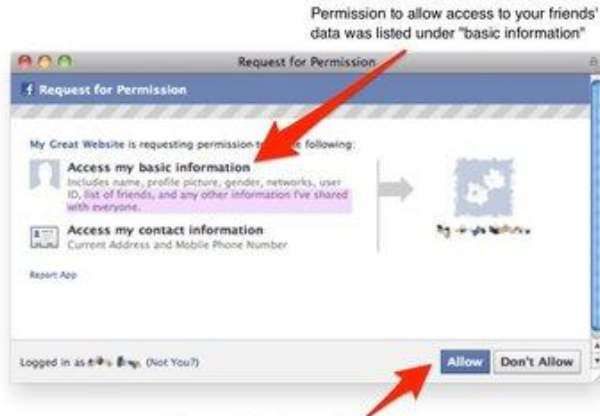 Permission to allow access to your friends'
data was listed under "basic information"
Request for Permission
f Request for Permission
My Great Website is requesting permission to following:
Access my basic information
Includes name, profile picture, gender, networks, user
ID, list of friends, and any other information I've shared
with everyone.
Access my contact information
Current Address and Mobile Phone Number
Report App
Logged in as (Not You?)
Allow
Don't Allow